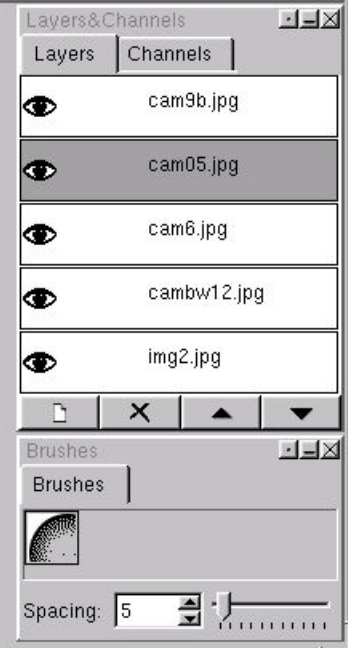 Layers&Channels
Layers Channels
cam9b.jpg
cam05.jpg
cam6.jpg
cambw12.jpg
img2.jpg
Brushes
Brushes
Spacing: 5